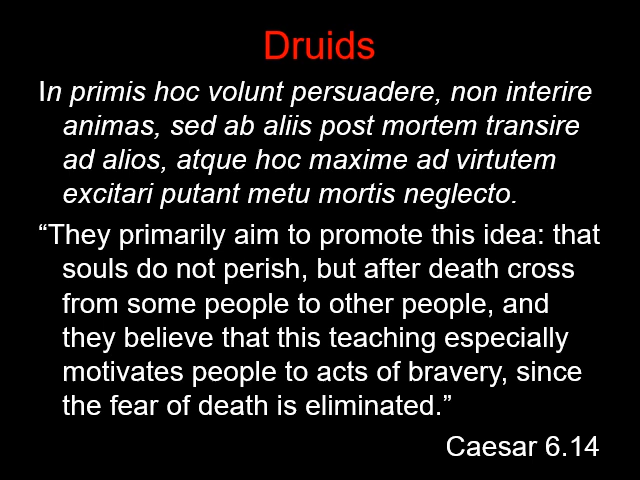 Druids
In primis hoc volunt persuadere, non interire
animas, sed ab aliis post mortem transire
ad alios, atque hoc maxime ad virtutem
excitari putant metu mortis neglecto.
“They primarily aim to promote this idea: that
souls do not perish, but after death cross
from some people to other people, and
they believe that this teaching especially
motivates people to acts of bravery, since
the fear of death is eliminated.”
Caesar 6.14